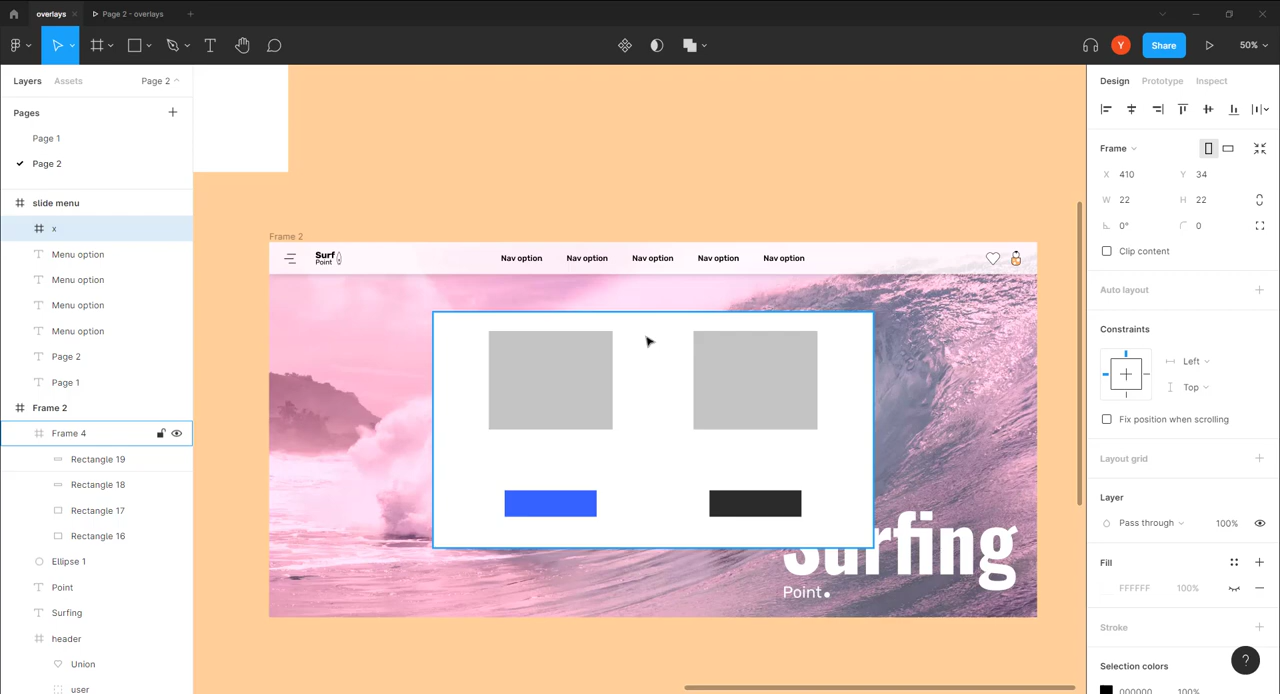 overlays
Page 2 - overlays
Share
50%
Layers
Assets
Page 2
Pages
Page 1
Page 2
slide menu
x
Menu option
Menu option
Menu option
Menu option
Page 2
Page 1
Frame 2
Frame 4
Rectangle 19
Rectangle 18
Rectangle 17
Rectangle 16
Ellipse 1
Point
Surfing
header
Union
user
Frame 2
Surf
Point
Nav option
Nav option
Nav option
Nav option
Nav option
Surfing
Point
Y
Design
Prototype
Inspect
Frame
X 410
Y 34
W 22
H 22
0°
0
Clip content
Auto layout
Constraints
Left
Top
Fix position when scrolling
Layout grid
Layer
Pass through
100%
Fill
FFFFFF
100%
Stroke
Selection colors
000000
100%
?